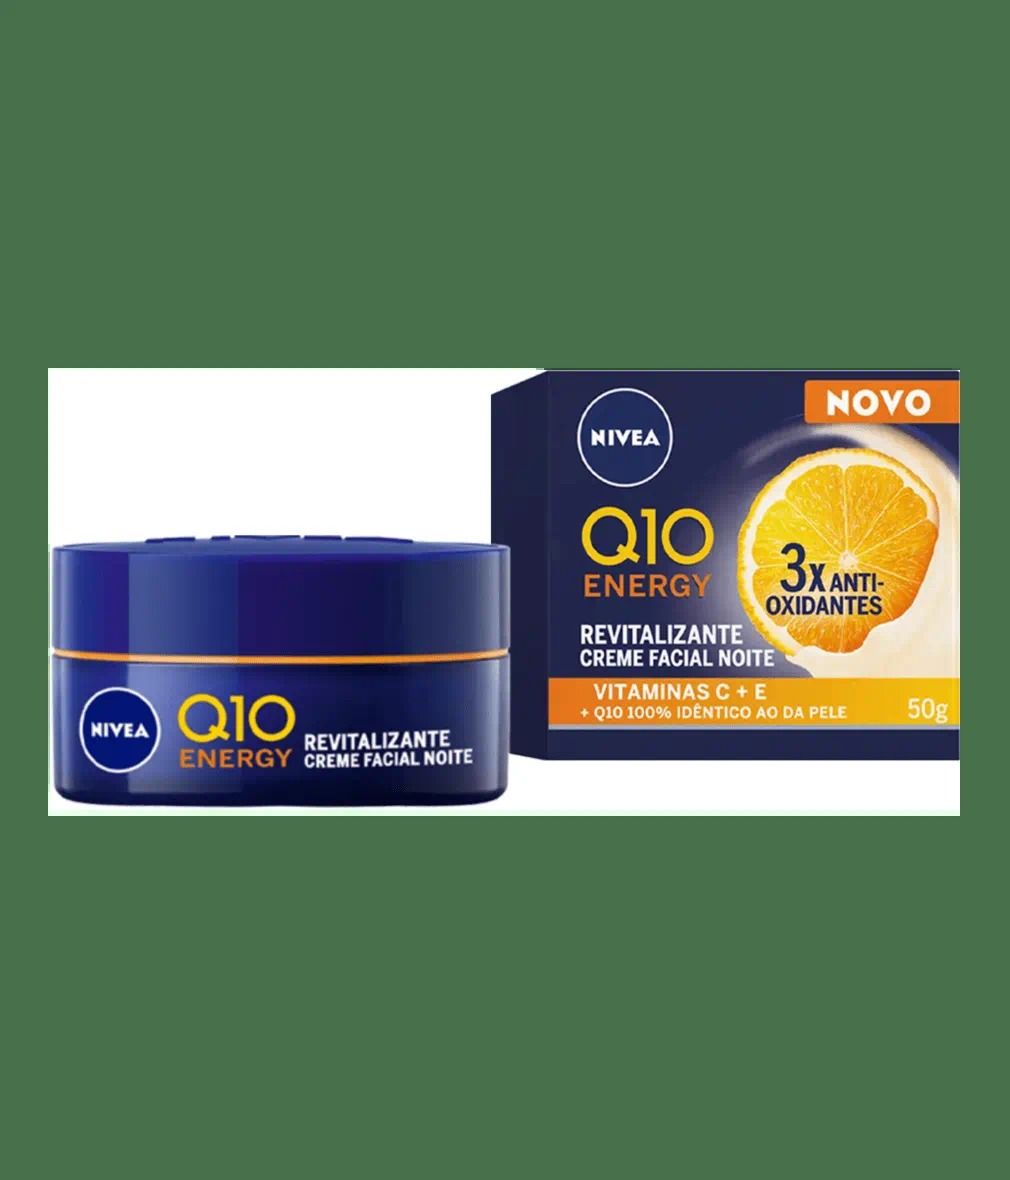 NIVEA
Q10
ENERGY
REVITALIZANTE
CREME FACIAL NOITE
NOVO
NIVEA
Q10
ENERGY
3X ANTI-
OXIDANTES
REVITALIZANTE
CREME FACIAL NOITE
VITAMINAS C + E
+ Q10 100% IDÊNTICO AO DA PELE
50g